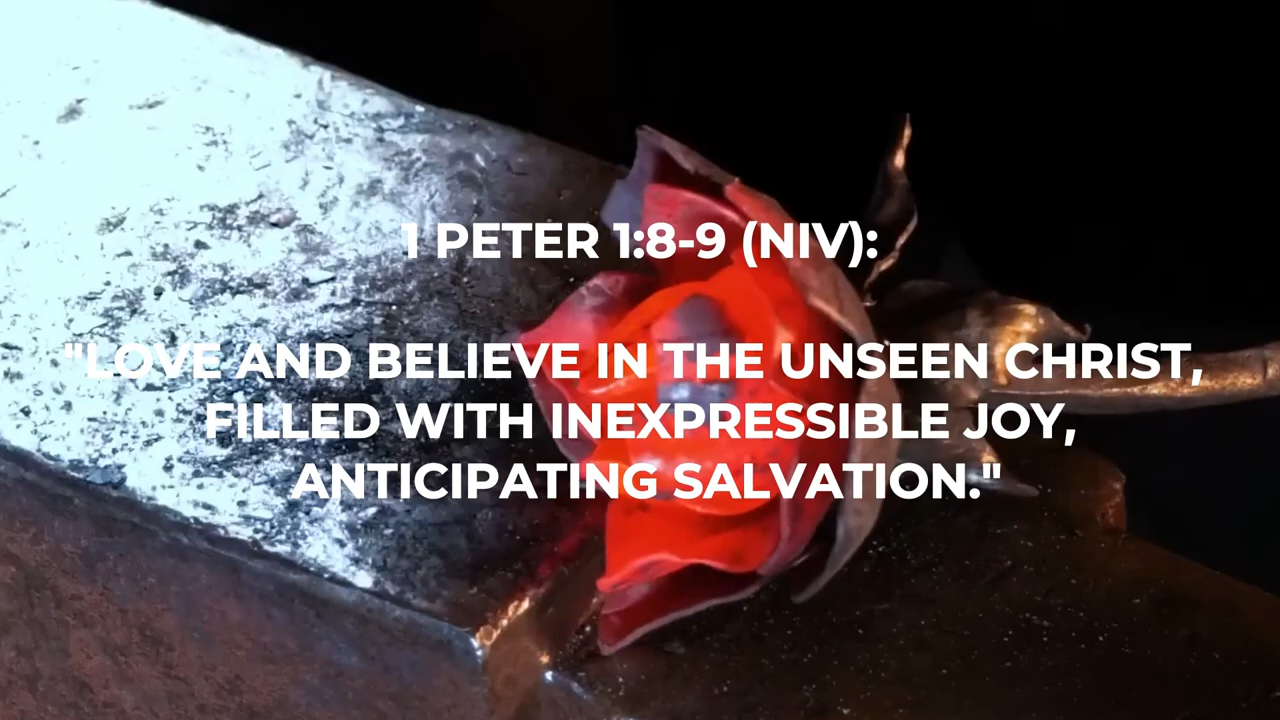 1 PETER 1:8-9 (NIV):
"LOVE AND BELIEVE IN THE UNSEEN CHRIST,
FILLED WITH INEXPRESSIBLE JOY,
ANTICIPATING SALVATION."